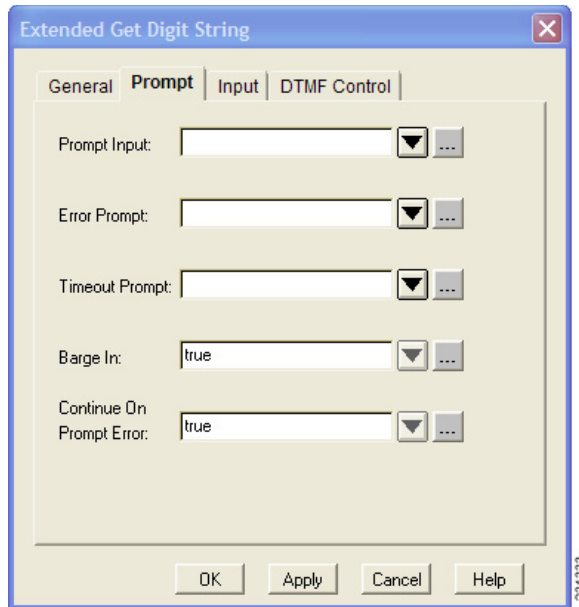 Extended Get Digit String
General Prompt Input DTMF Control
Prompt Input:
...
Error Prompt:
...
Timeout Prompt:
...
Barge In: true
...
Continue On
Prompt Error: true
...
OK Apply Cancel Help